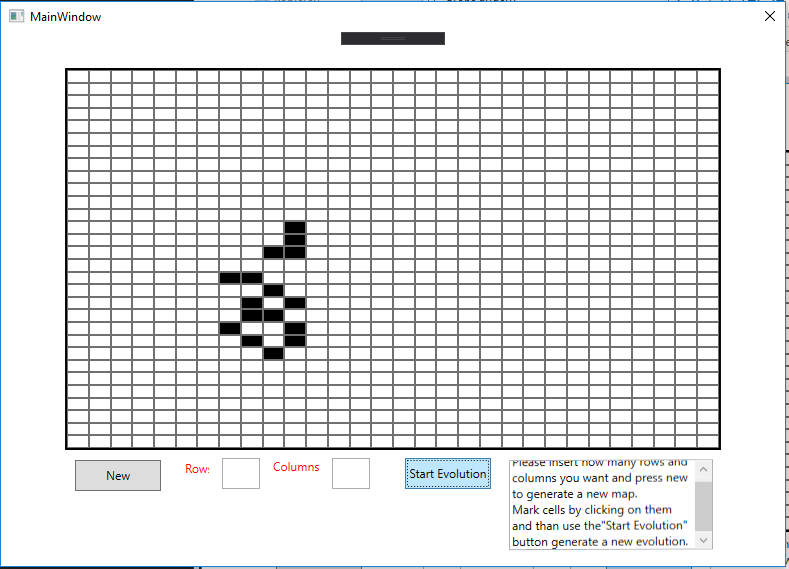 MainWindow
New
Row:
Columns
Start Evolution
Please insert how many rows and
columns you want and press new
to generate a new map.
Mark cells by clicking on them
and than use the"Start Evolution"
button generate a new evolution.